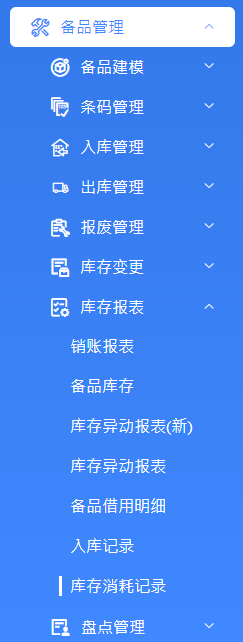 备品管理
备品建模
条码管理
入库管理
出库管理
报废管理
库存变更
库存报表
销账报表
备品库存
库存异动报表(新)
库存异动报表
备品借用明细
入库记录
库存消耗记录
盘点管理